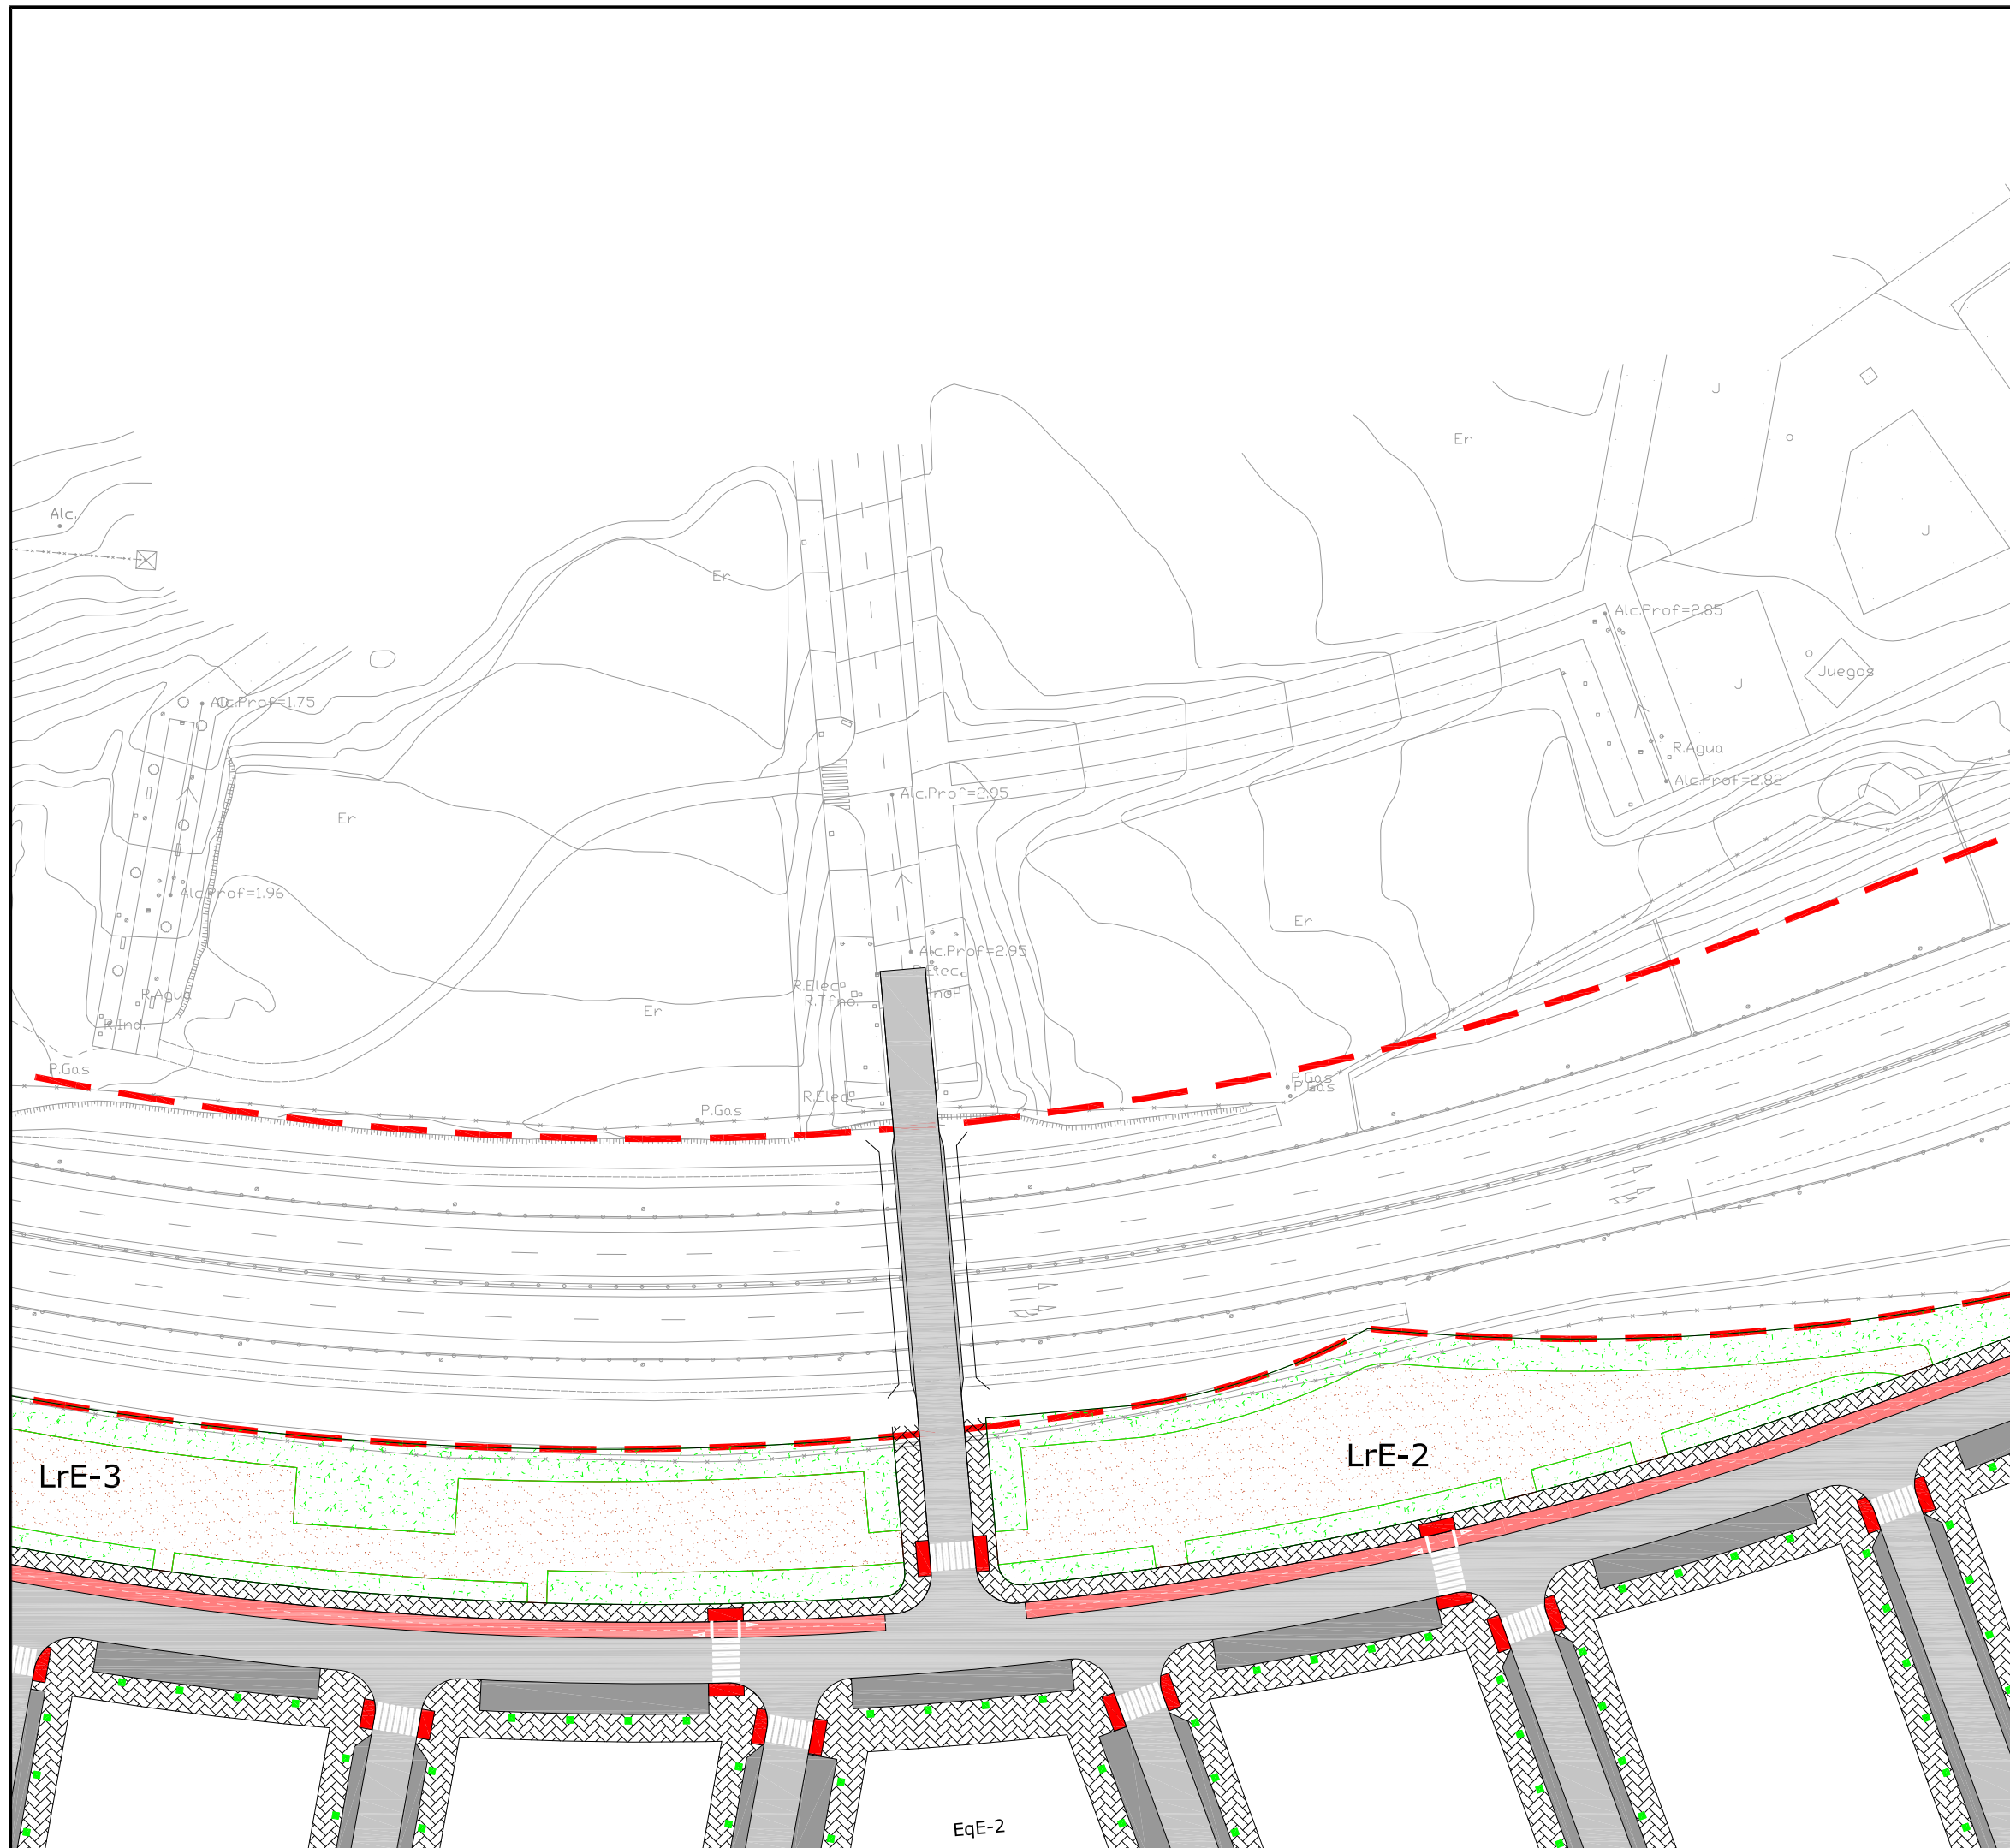 J
Er
Alc.
J
Er
Alc.Prof=2.85
Juegos
J
Alc.Prof=1.75
R.Agua
Alc.Prof=2.82
Alc.Prof=2.95
Er
Alc.Prof=1.96
Er
Alc.Prof=2.95
R.Elec.
R.Tfno.
R.Agua
Er
R.Ind.
P.Gas
P.Gas
P.Gas
R.Elec.
P.Gas
LrE-2
LrE-3
EqE-2